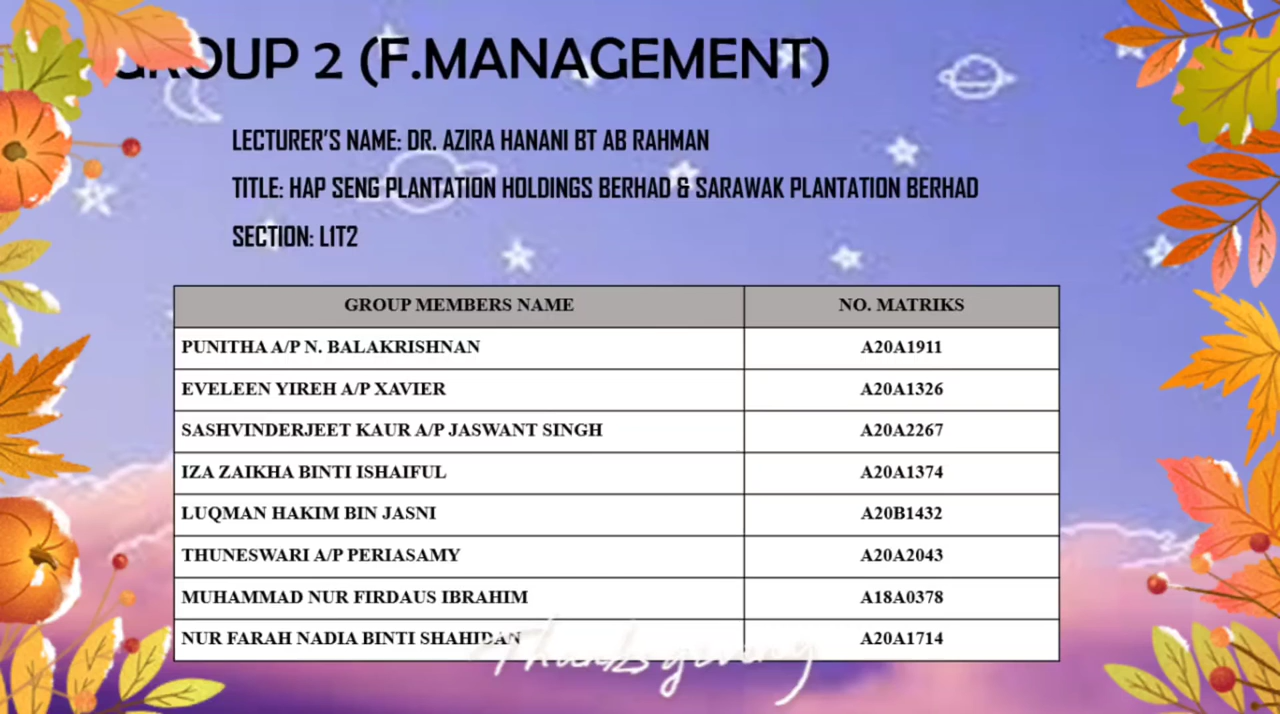 GROUP 2 (F.MANAGEMENT)
LECTURER'S NAME: DR. AZIRA HANANI BT AB RAHMAN
TITLE: HAP SENG PLANTATION HOLDINGS BERHAD & SARAWAK PLANTATION BERHAD
SECTION: L1T2
GROUP MEMBERS NAME NO. MATRIKS
PUNITHA A/P N. BALAKRISHNAN A20A1911
EVELEEN YIREH A/P XAVIER A20A1326
SASHVINDERJEET KAUR A/P JASWANT SINGH A20A2267
IZA ZAIKHA BINTI ISHAIFUL A20A1374
LUQMAN HAKIM BIN JASNI A20B1432
THUNESWARI A/P PERIASAMY A20A2043
MUHAMMAD NUR FIRDAUS IBRAHIM A18A0378
NUR FARAH NADIA BINTI SHAHIDAN A20A1714
Thanksgiving